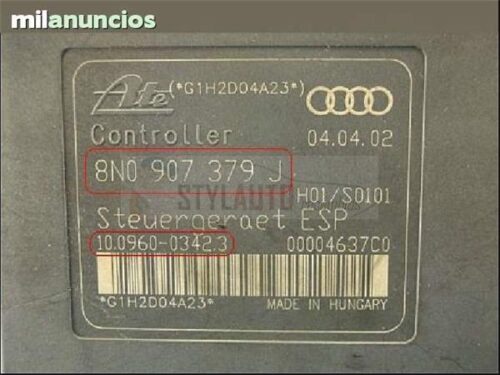 milanuncios
Ate (*G1H2D04A23*)
Controller 04.04.02
8N0 907 379 J
STYLAUTO
H01/S0101
Steuergeraet ESP
10.0960-0342.3 00004637C0
*G1H2D04A23* MADE IN HUNGARY